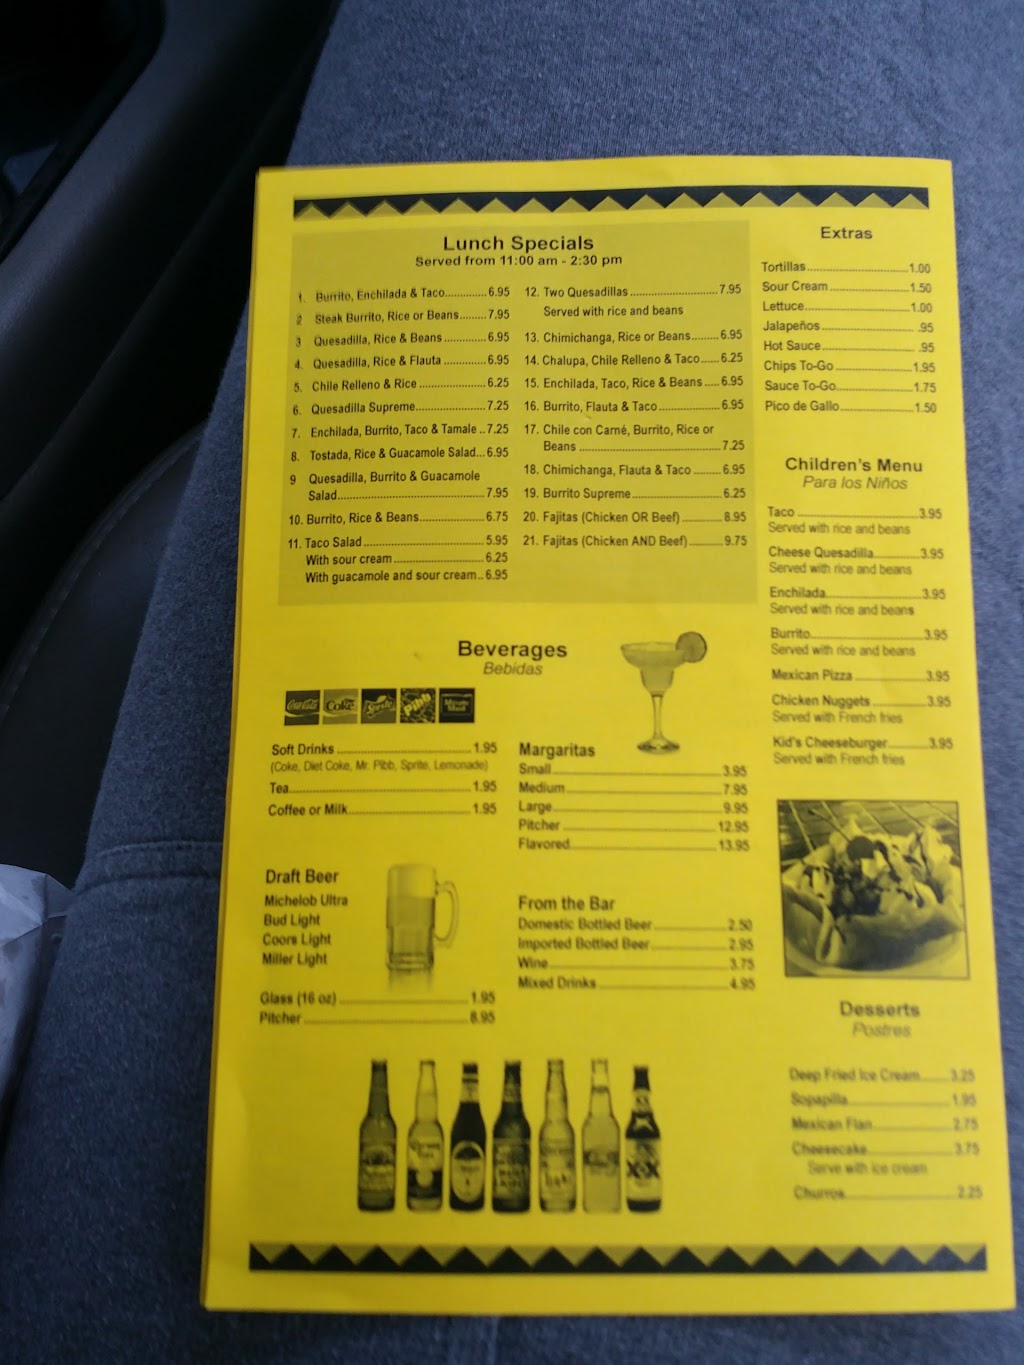 Lunch Specials
Served from 11:00 am - 2:30 pm
1. Burrito, Enchilada & Taco.............6.95
2 Steak Burrito, Rice or Beans.........7.95
3 Quesadilla, Rice & Beans..............6.95
4. Quesadilla, Rice & Flauta..............6.95
5. Chile Relleno & Rice....................6.25
6. Quesadilla Supreme.....................7.25
7. Enchilada, Burrito, Taco & Tamale..7.25
8. Tostada, Rice & Guacamole Salad...6.95
9 Quesadilla, Burrito & Guacamole
Salad...........................................7.95
10. Burrito, Rice & Beans...................6.75
11. Taco Salad..................................5.95
With sour cream...........................6.25
With guacamole and sour cream..6.95
12. Two Quesadillas..........................7.95
Served with rice and beans
13. Chimichanga, Rice or Beans........6.95
14. Chalupa, Chile Relleno & Taco.....6.25
15. Enchilada, Taco, Rice & Beans.....6.95
16. Burrito, Flauta & Taco..................6.95
17. Chile con Carné, Burrito, Rice or
Beans........................................7.25
18. Chimichanga, Flauta & Taco.........6.95
19. Burrito Supreme.........................6.25
20. Fajitas (Chicken OR Beef)............8.95
21. Fajitas (Chicken AND Beef)..........9.75
Extras
Tortillas..............................1.00
Sour Cream........................1.50
Lettuce...............................1.00
Jalapeños............................ .95
Hot Sauce........................... .95
Chips To-Go.......................1.95
Sauce To-Go.......................1.75
Pico de Gallo......................1.50
Children's Menu
Para los Niños
Taco...................................3.95
Served with rice and beans
Cheese Quesadilla..............3.95
Served with rice and beans
Enchilada............................3.95
Served with rice and beans
Burrito................................3.95
Served with rice and beans
Mexican Pizza.....................3.95
Chicken Nuggets................3.95
Served with French fries
Kid's Cheeseburger............3.95
Served with French fries
Beverages
Bebidas
Coca-Cola
Coke
Sprite
Pibb
Minute Maid
Soft Drinks..................................1.95
(Coke, Diet Coke, Mr. Pibb, Sprite, Lemonade)
Tea..............................................1.95
Coffee or Milk..............................1.95
Margaritas
Small..............................................3.95
Medium...........................................7.95
Large..............................................9.95
Pitcher..........................................12.95
Flavored........................................13.95
Draft Beer
Michelob Ultra
Bud Light
Coors Light
Miller Light
Glass (16 oz)................................1.95
Pitcher.........................................8.95
From the Bar
Domestic Bottled Beer....................2.50
Imported Bottled Beer.....................2.95
Wine................................................3.75
Mixed Drinks...................................4.95
Desserts
Postres
Deep Fried Ice Cream........3.25
Sopapilla............................1.95
Mexican Flan.....................2.75
Cheesecake.......................3.75
Serve with ice cream
Churros..............................2.25
Corona
XX